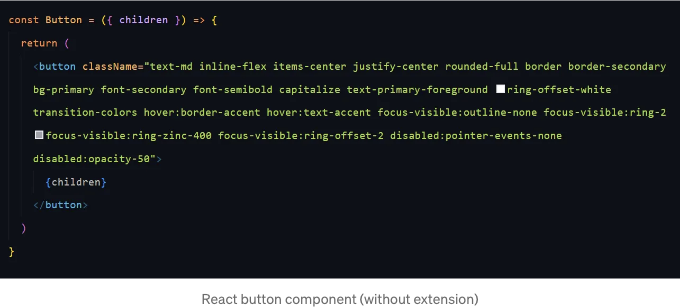 const Button = ({ children }) => {
return (
<button className="text-md inline-flex items-center justify-center rounded-full border border-secondary
bg-primary font-secondary font-semibold capitalize text-primary-foreground ring-offset-white
transition-colors hover:border-accent hover:text-accent focus-visible:outline-none focus-visible:ring-2
focus-visible:ring-zinc-400 focus-visible:ring-offset-2 disabled:pointer-events-none
disabled:opacity-50">
{children}
</button>
)
}
React button component (without extension)